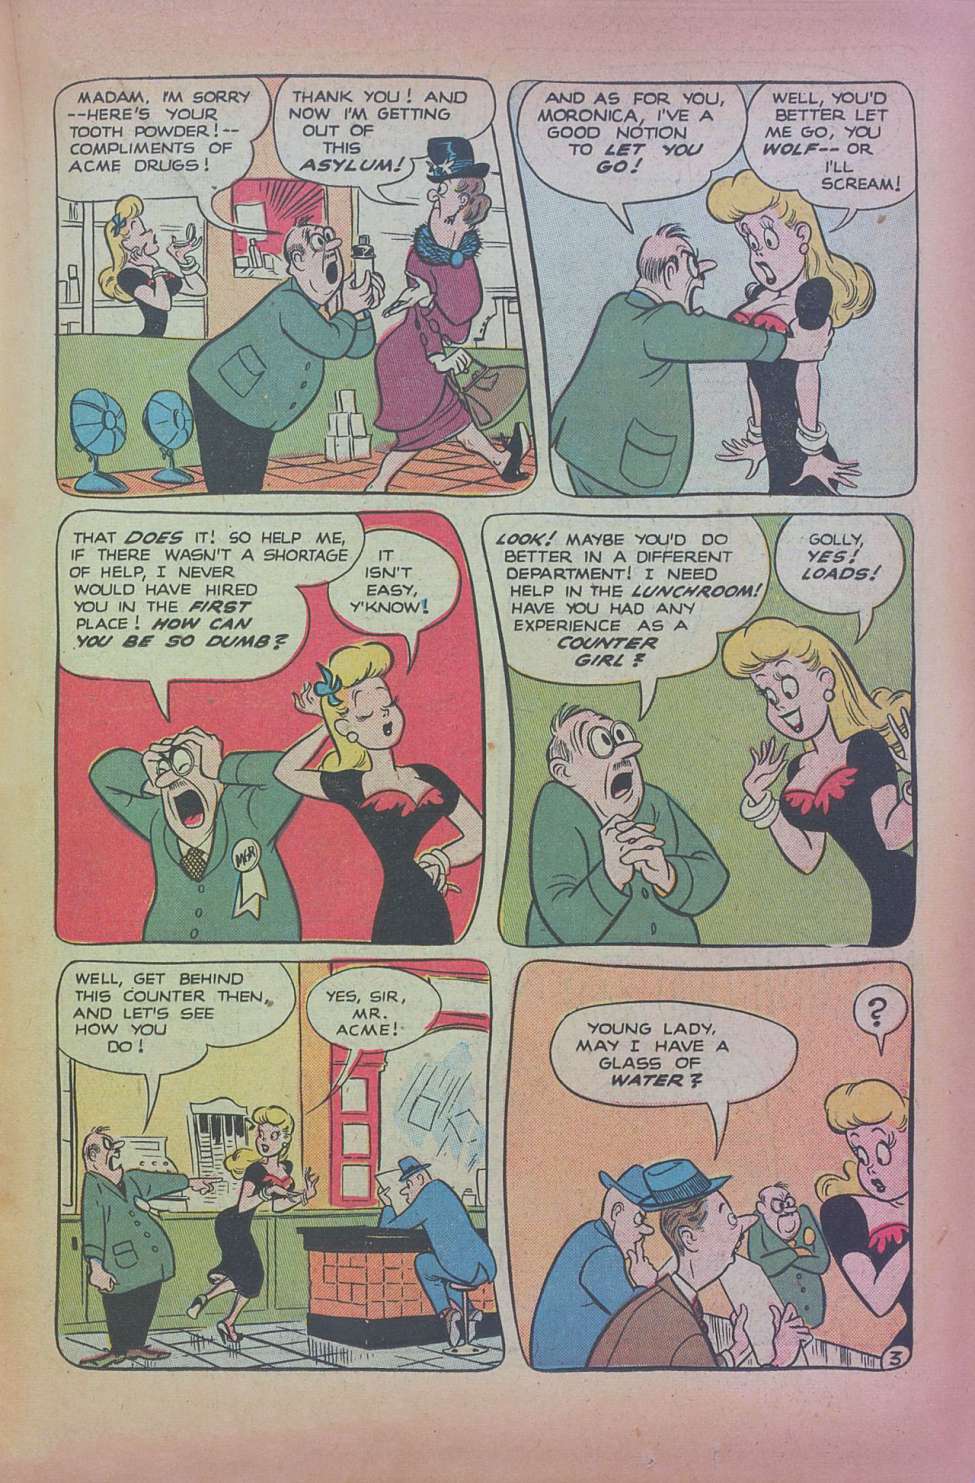 MADAM, I'M SORRY
--HERE'S YOUR
TOOTH POWDER!--
COMPLIMENTS OF
ACME DRUGS!
THANK YOU! AND
NOW I'M GETTING
OUT OF
THIS
ASYLUM!
AND AS FOR YOU,
MORONICA, I'VE A
GOOD NOTION
TO LET YOU
GO!
WELL, YOU'D
BETTER LET
ME GO, YOU
WOLF-- OR
I'LL
SCREAM!
THAT DOES IT! SO HELP ME,
IF THERE WASN'T A SHORTAGE
OF HELP, I NEVER
WOULD HAVE HIRED
YOU IN THE FIRST
PLACE! HOW CAN
YOU BE SO DUMB?
IT
ISN'T
EASY,
Y'KNOW!
MGR
LOOK! MAYBE YOU'D DO
BETTER IN A DIFFERENT
DEPARTMENT! I NEED
HELP IN THE LUNCHROOM!
HAVE YOU HAD ANY
EXPERIENCE AS A
COUNTER
GIRL?
GOLLY,
YES!
LOADS!
WELL, GET BEHIND
THIS COUNTER THEN,
AND LET'S SEE
HOW YOU
DO!
YES, SIR,
MR.
ACME!
YOUNG LADY,
MAY I HAVE A
GLASS OF
WATER?
?
3